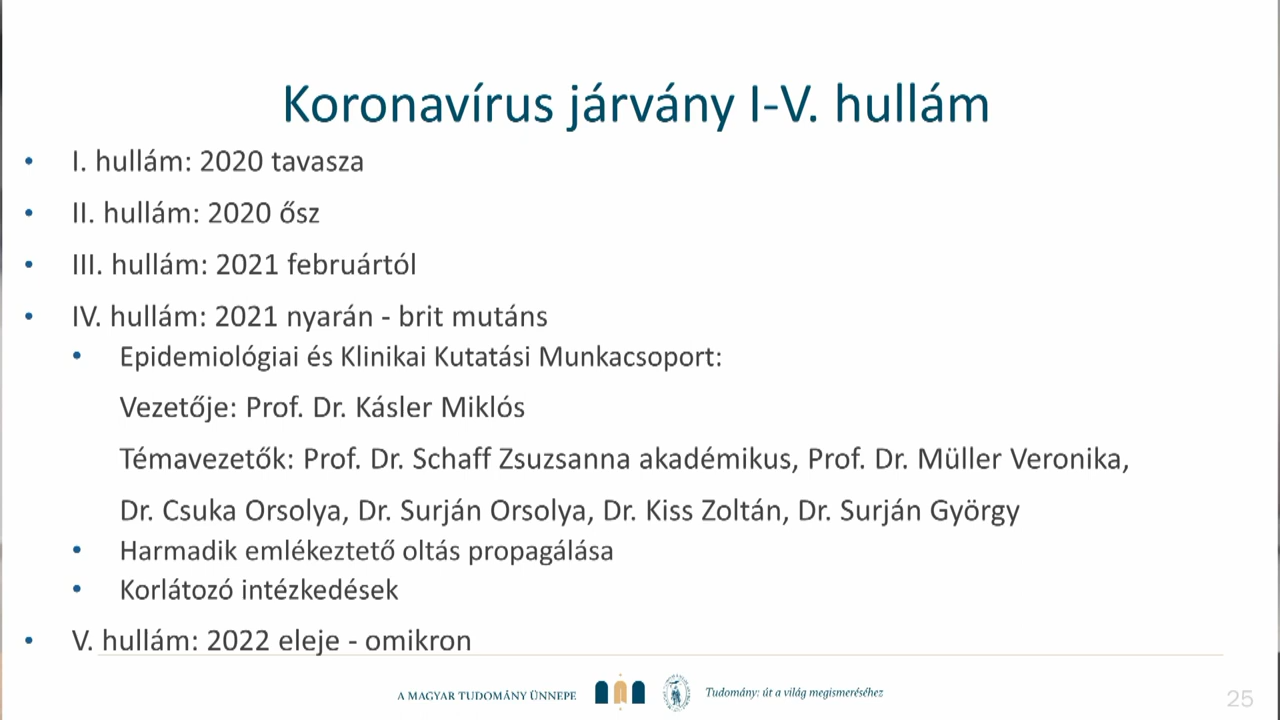 Koronavírus járvány I-V. hullám
• I. hullám: 2020 tavasza
• II. hullám: 2020 ősz
• III. hullám: 2021 februártól
• IV. hullám: 2021 nyarán - brit mutáns
• Epidemiológiai és Klinikai Kutatási Munkacsoport:
Vezetője: Prof. Dr. Kásler Miklós
Témavezetők: Prof. Dr. Schaff Zsuzsanna akadémikus, Prof. Dr. Müller Veronika,
Dr. Csuka Orsolya, Dr. Surján Orsolya, Dr. Kiss Zoltán, Dr. Surján György
• Harmadik emlékeztető oltás propagálása
• Korlátozó intézkedések
• V. hullám: 2022 eleje - omikron
A MAGYAR TUDOMÁNY ÜNNEPE
Tudomány: út a világ megismeréséhez
25